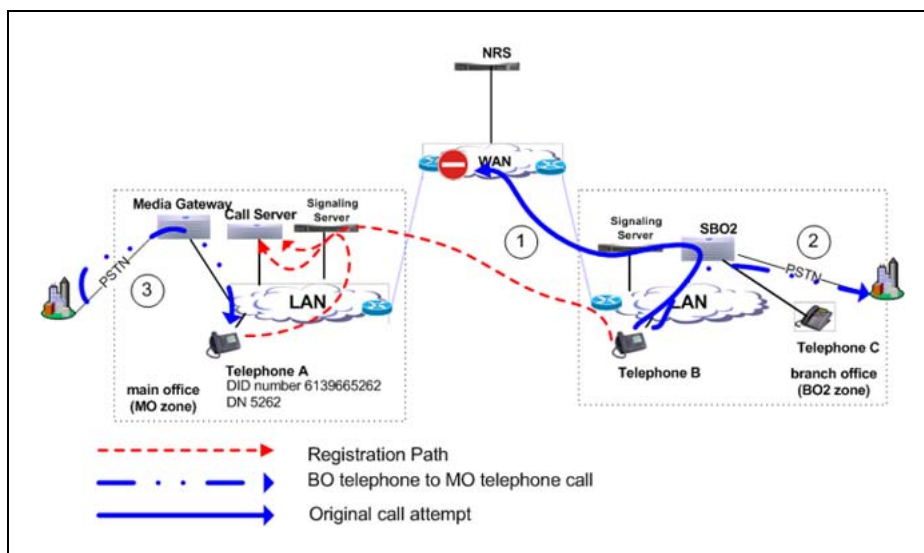 NRS
WAN
Media Gateway
Call Server
Signaling
Server
Signaling
Server
SBO2
1
2
3
PSTN
PSTN
LAN
LAN
Telephone A
DID number 6139665262
DN 5262
main office
(MO zone)
Telephone B
Telephone C
branch office
(BO2 zone)
Registration Path
BO telephone to MO telephone call
Original call attempt